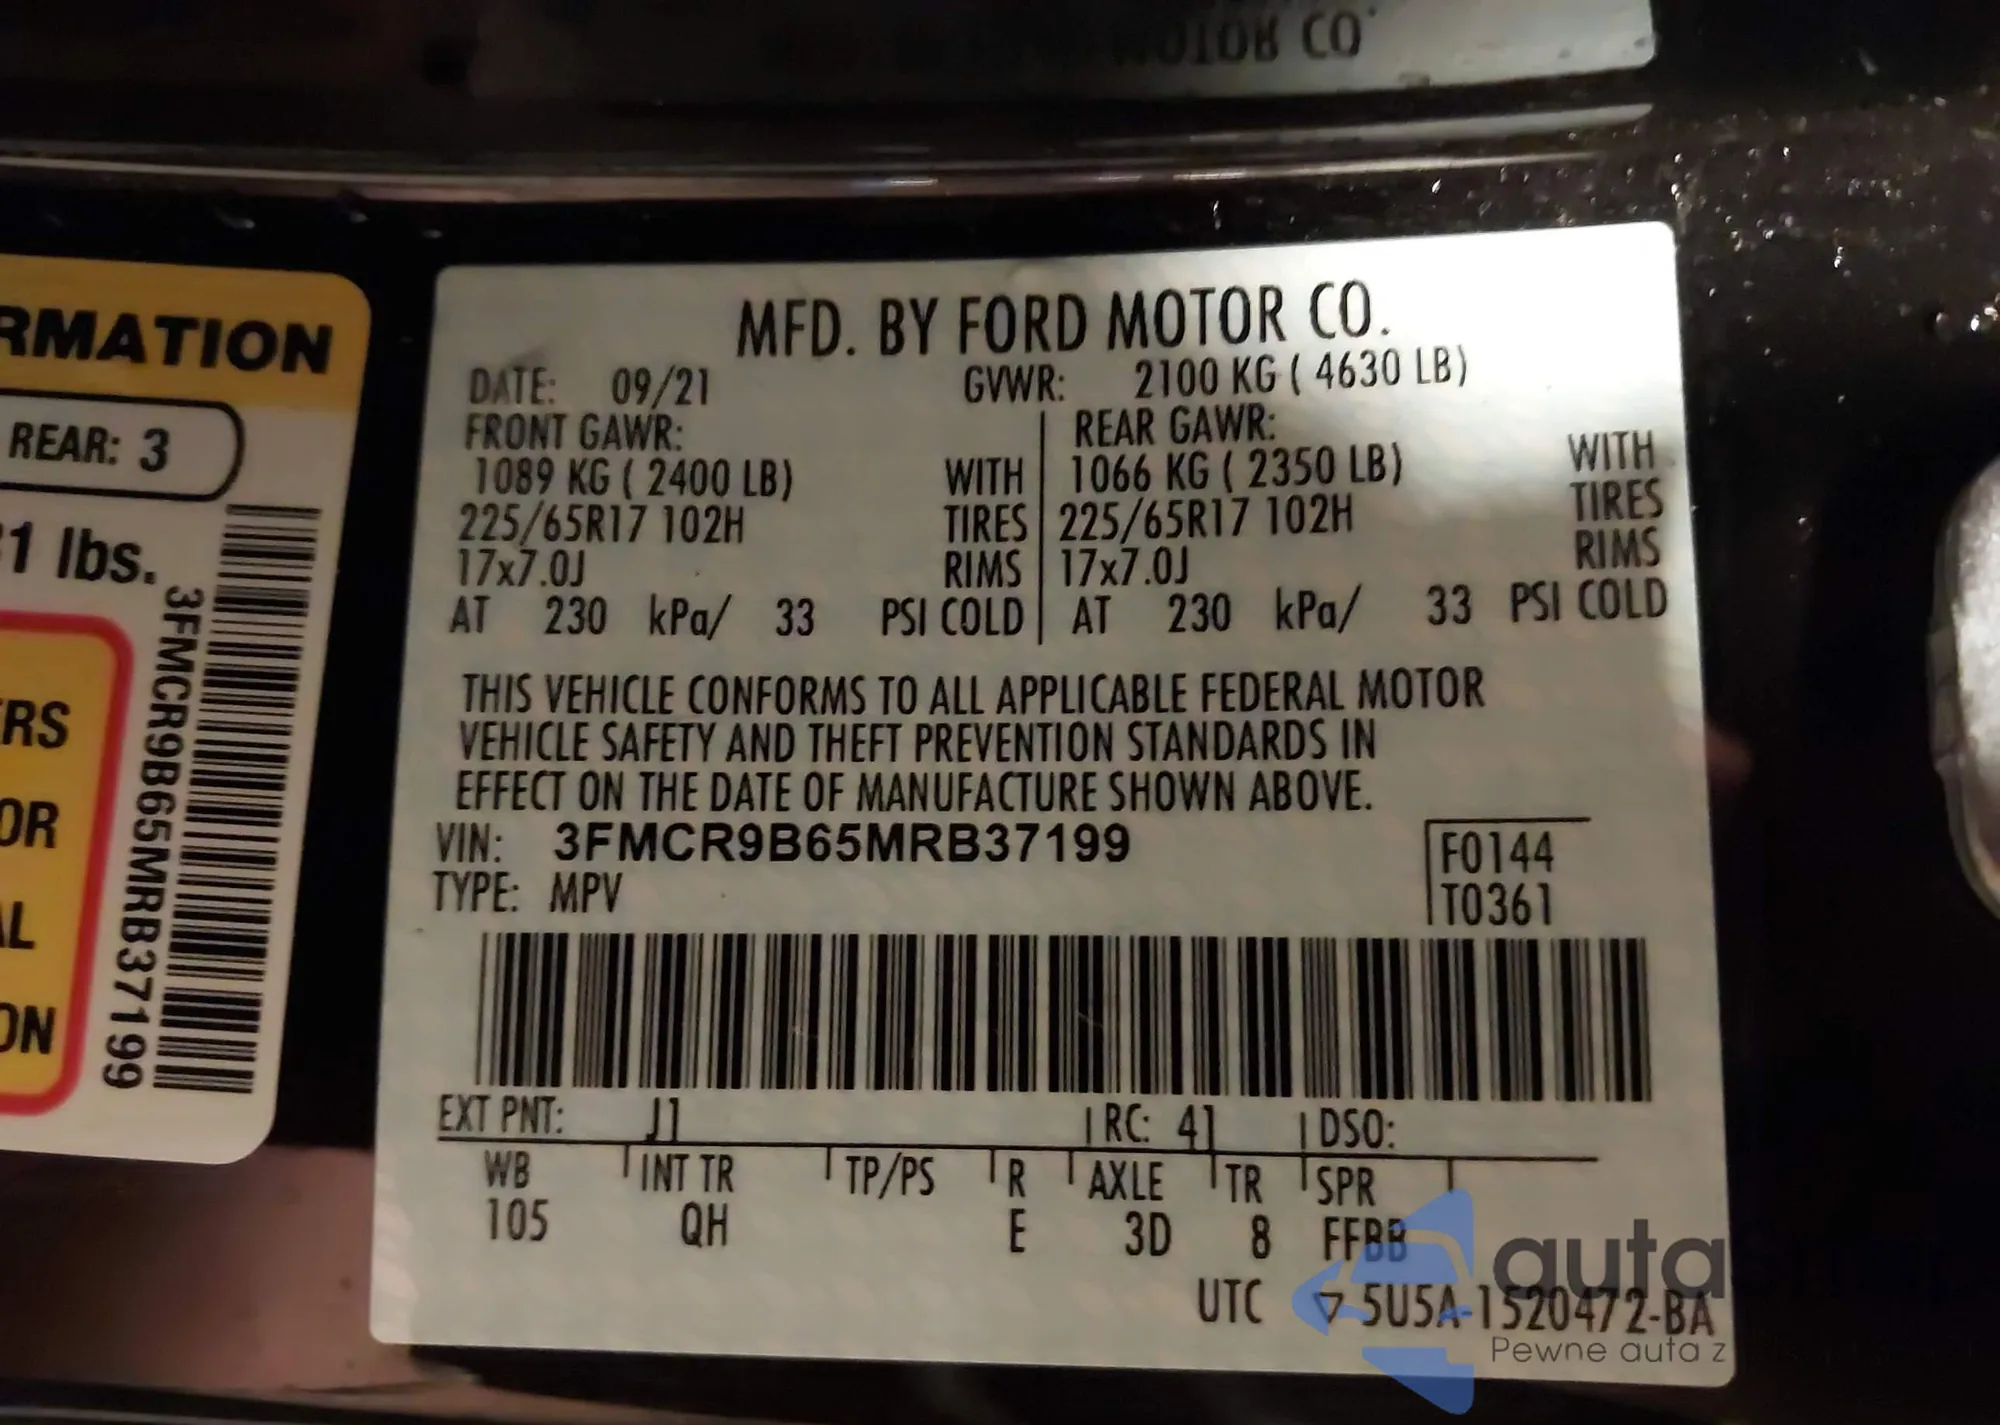 MOTOR CO.
RMATION
REAR: 3
1 lbs.
3FMCR9B65MRB37199
ERS
OR
AL
ON
MFD. BY FORD MOTOR CO.
DATE: 09/21 GVWR: 2100 KG ( 4630 LB)
FRONT GAWR: REAR GAWR:
1089 KG ( 2400 LB) WITH 1066 KG ( 2350 LB) WITH
225/65R17 102H TIRES 225/65R17 102H TIRES
17x7.0J RIMS 17x7.0J RIMS
AT 230 kPa/ 33 PSI COLD AT 230 kPa/ 33 PSI COLD
THIS VEHICLE CONFORMS TO ALL APPLICABLE FEDERAL MOTOR
VEHICLE SAFETY AND THEFT PREVENTION STANDARDS IN
EFFECT ON THE DATE OF MANUFACTURE SHOWN ABOVE.
VIN: 3FMCR9B65MRB37199 F0144
TYPE: MPV T0361
EXT PNT: J1 RC: 41 DSO:
WB INT TR TP/PS R AXLE TR SPR
105 QH E 3D 8 FFBB
UTC ▽ 5U5A-1520472-BA
auta
Pewne auta z